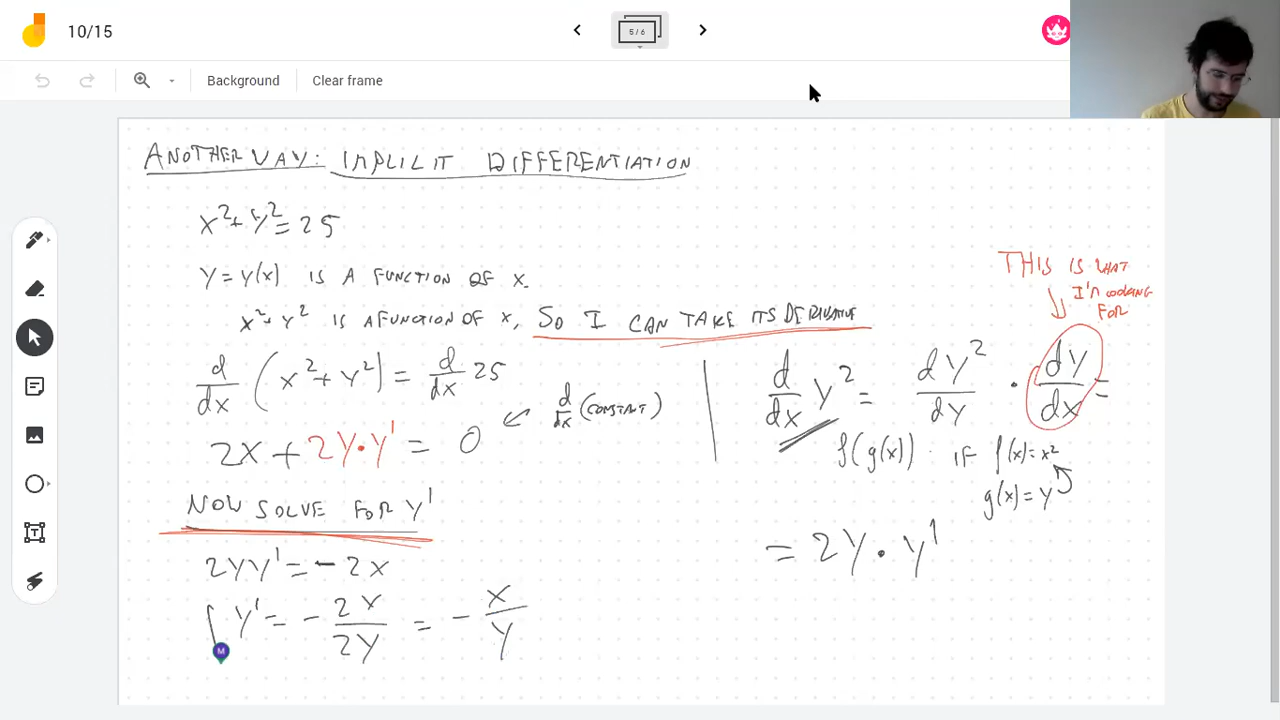 10/15
5 / 6
Background
Clear frame
ANOTHER WAY: IMPLICIT DIFFERENTIATION
x² + y² = 25
y = y(x) IS A FUNCTION OF x.
x² + y² IS A FUNCTION OF x, SO I CAN TAKE ITS DERIVATIVE
THIS IS WHAT
I'M LOOKING
FOR
d/dx (x² + y²) = d/dx 25
d/dx (CONSTANT)
2x + 2y·y' = 0
NOW SOLVE FOR y'
2yy' = -2x
y' = - 2x/2y = - x/y
d/dx y² = dy²/dy · dy/dx =
f(g(x)) . IF f(x) = x²
g(x) = y
= 2y · y'
M